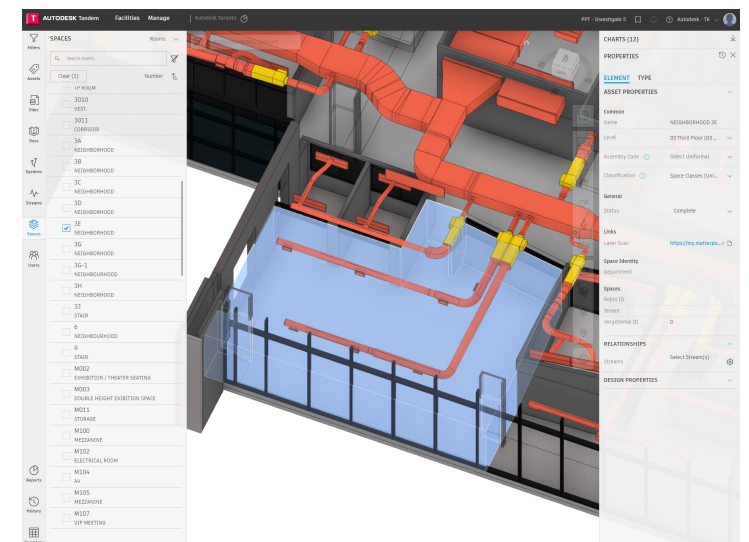 T AUTODESK Tandem Facilities Manage Autodesk Toronto PPT - Investigate 5 Autodesk - TK
Filters
Assets
Files
Docs
Systems
Streams
Spaces
Users
Reports
History
SPACES Rooms
Search rooms...
Clear (1) Number
3010
VEST.
3011
CORRIDOR
3A
NEIGHBORHOOD
3B
NEIGHBORHOOD
3C
NEIGHBORHOOD
3D
NEIGHBORHOOD
3E
NEIGHBORHOOD
3G
NEIGHBORHOOD
3G-1
NEIGHBOURHOOD
3H
NEIGHBORHOOD
3J
STAIR
6
NEIGHBOURHOOD
9
STAIR
M002
EXHIBITION / THEATER SEATING
M003
DOUBLE HEIGHT EXIBITION SPACE
M011
STORAGE
M100
MEZZANINE
M102
ELECTRICAL ROOM
M104
AV
M105
MEZZANINE
M107
VIP MEETING
CHARTS (12)
PROPERTIES
ELEMENT TYPE
ASSET PROPERTIES
Common
Name NEIGHBORHOOD 3E
Level 03 Third Floor (03 ...
Assembly Code Select Uniformat
Classification Space Classes (Uni...
General
Status Complete
Links
Laser Scan https://my.matterpo...
Space Identity
Department
Spaces
Robin ID
Tenant
VergeSense ID 0
RELATIONSHIPS
Streams Select Stream(s)
DESIGN PROPERTIES